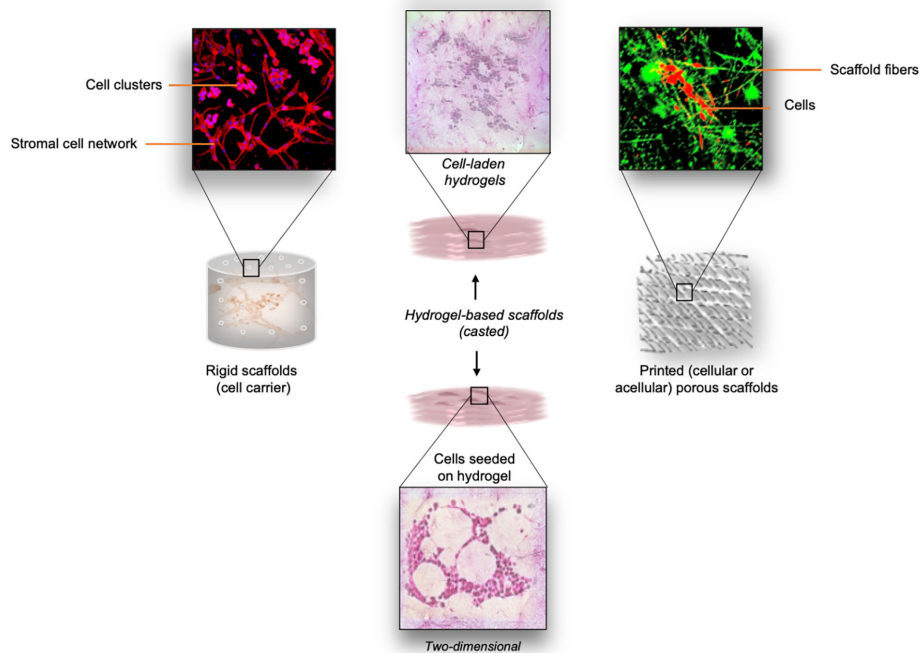 Cell clusters
Stromal cell network
Cell-laden
hydrogels
Scaffold fibers
Cells
Hydrogel-based scaffolds
(casted)
Rigid scaffolds
(cell carrier)
Printed (cellular or
acellular) porous scaffolds
Cells seeded
on hydrogel
Two-dimensional